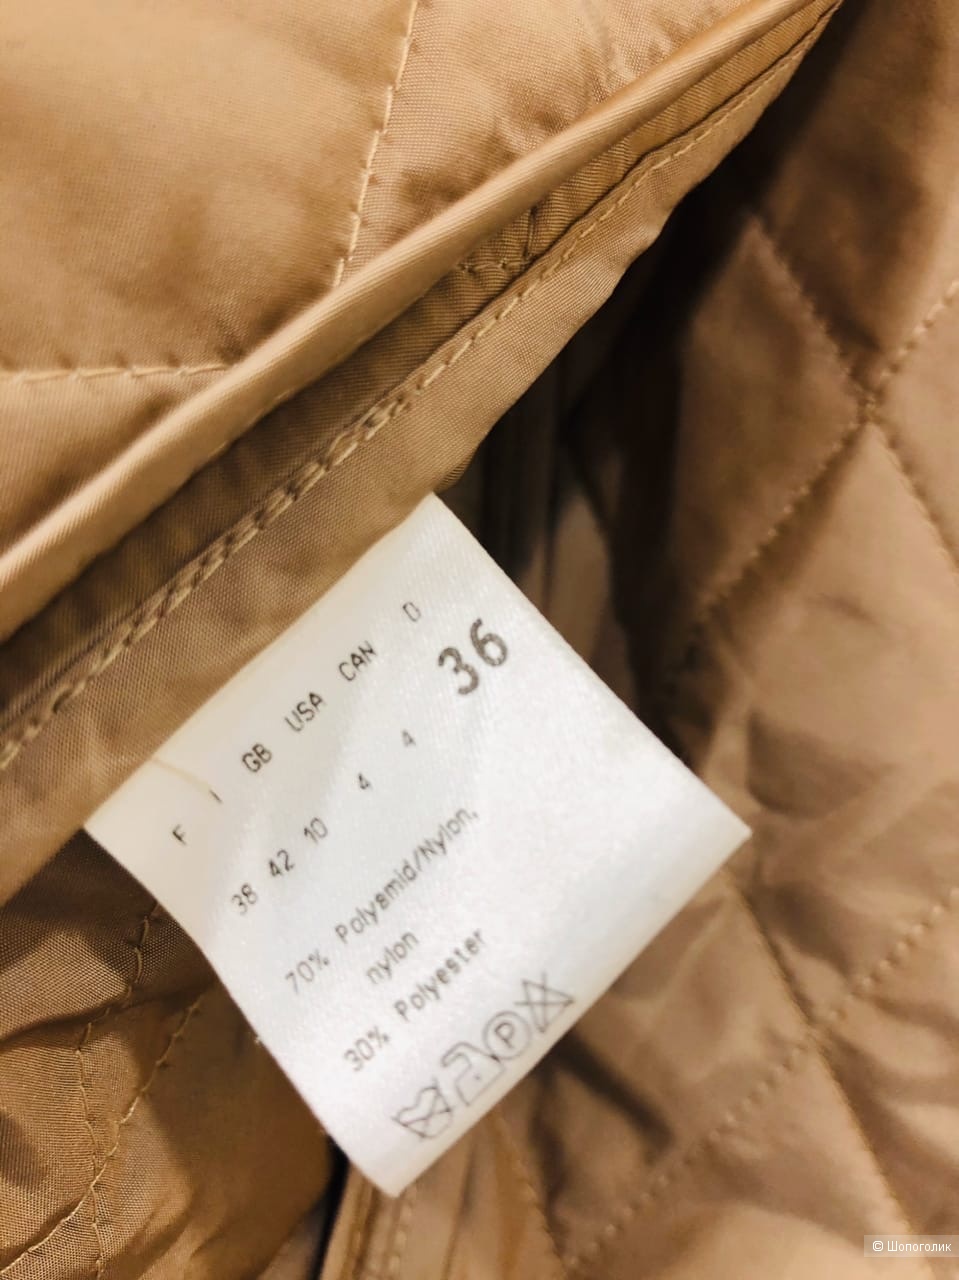 F I GB USA CAN D
38 42 10 4 4 36
70% Polyamid/Nylon,
nylon
30% Polyester
P
© Шопоголик